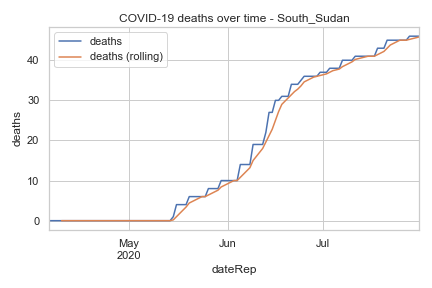 COVID-19 deaths over time - South_Sudan
deaths
deaths (rolling)
40
30
20
10
0
deaths
May
2020
Jun
Jul
dateRep